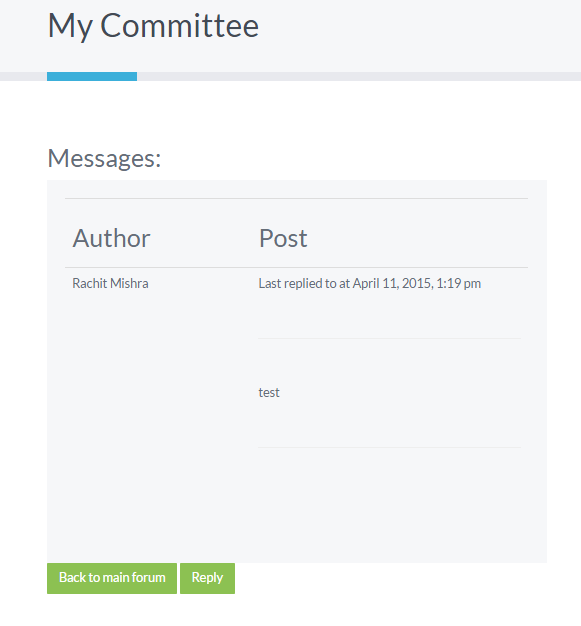 My Committee
Messages:
Author Post
Rachit Mishra Last replied to at April 11, 2015, 1:19 pm
test
Back to main forum Reply